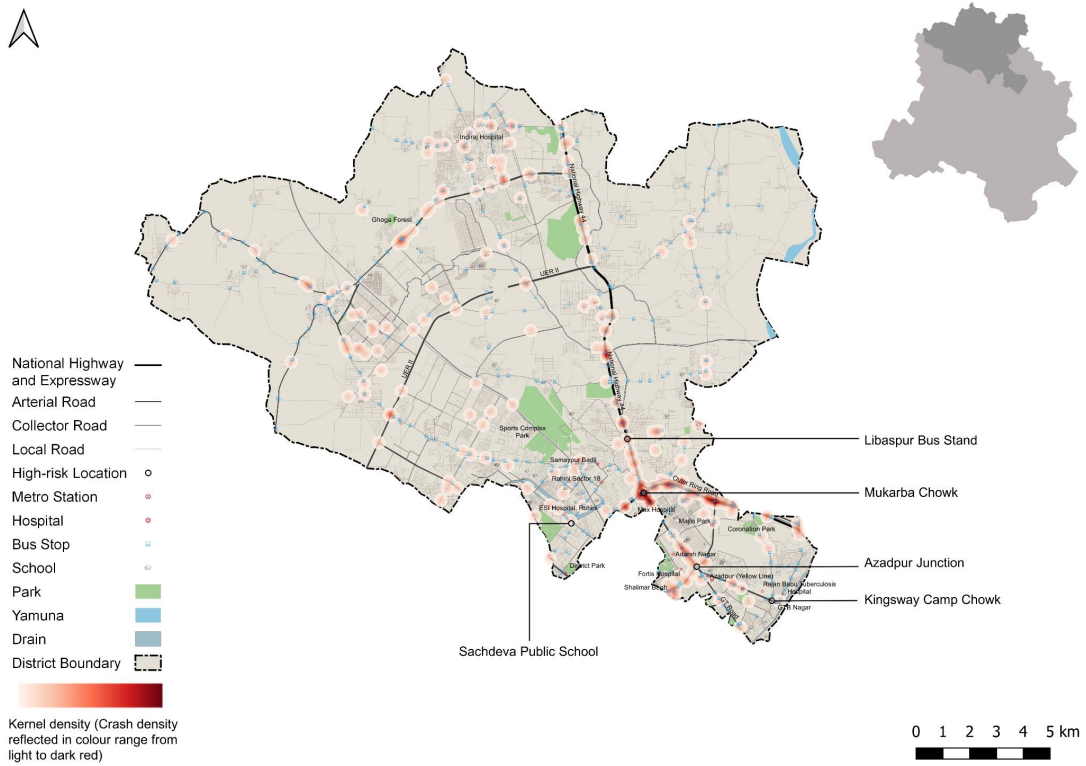 Indiraj Hospital
National Highway 44
Ghoga Forest
UER II
UER II
National Highway 44
National Highway
and Expressway
Arterial Road
Collector Road
Local Road
High-risk Location
Metro Station
Hospital
Bus Stop
School
Park
Yamuna
Drain
District Boundary
Kernel density (Crash density
reflected in colour range from
light to dark red)
Sports Complex
Park
Samaypur Badli
Rohini Sector 18
ESI Hospital, Rohini
District Park
Sachdeva Public School
Outer Ring Road
Max Hospital
Majlis Park
Coronation Park
Adarsh Nagar
Fortis Hospital
Azadpur (Yellow Line)
Shalimar Bagh
Rajan Babu Tuberculosis
Hospital
GTB Nagar
GT Road
Libaspur Bus Stand
Mukarba Chowk
Azadpur Junction
Kingsway Camp Chowk
0 1 2 3 4 5 km